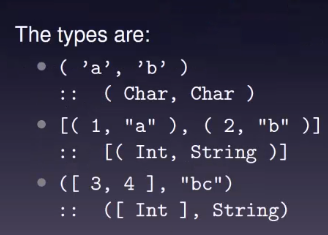 The types are:
• ( ’a’, ’b’ )
:: ( Char, Char )
• [( 1, "a" ), ( 2, "b" )]
:: [( Int, String )]
• ([ 3, 4 ], "bc")
:: ([ Int ], String)